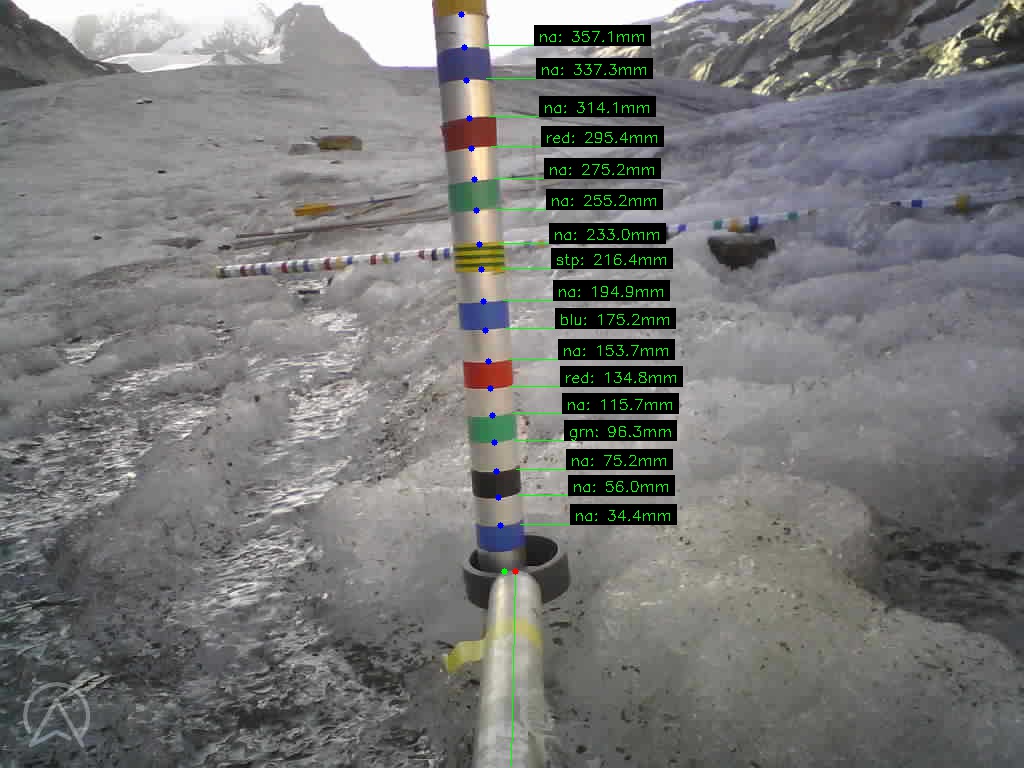 na: 357.1mm
na: 337.3mm
na: 314.1mm
red: 295.4mm
na: 275.2mm
na: 255.2mm
na: 233.0mm
stp: 216.4mm
na: 194.9mm
blu: 175.2mm
na: 153.7mm
red: 134.8mm
na: 115.7mm
grn: 96.3mm
na: 75.2mm
na: 56.0mm
na: 34.4mm